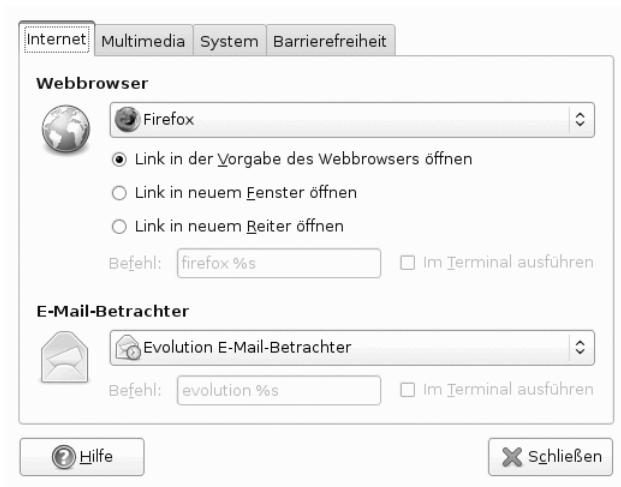 Internet Multimedia System Barrierefreiheit
Webbrowser
Firefox
Link in der Vorgabe des Webbrowsers öffnen
Link in neuem Fenster öffnen
Link in neuem Reiter öffnen
Befehl: firefox %s Im Terminal ausführen
E-Mail-Betrachter
Evolution E-Mail-Betrachter
Befehl: evolution %s Im Terminal ausführen
Hilfe Schließen